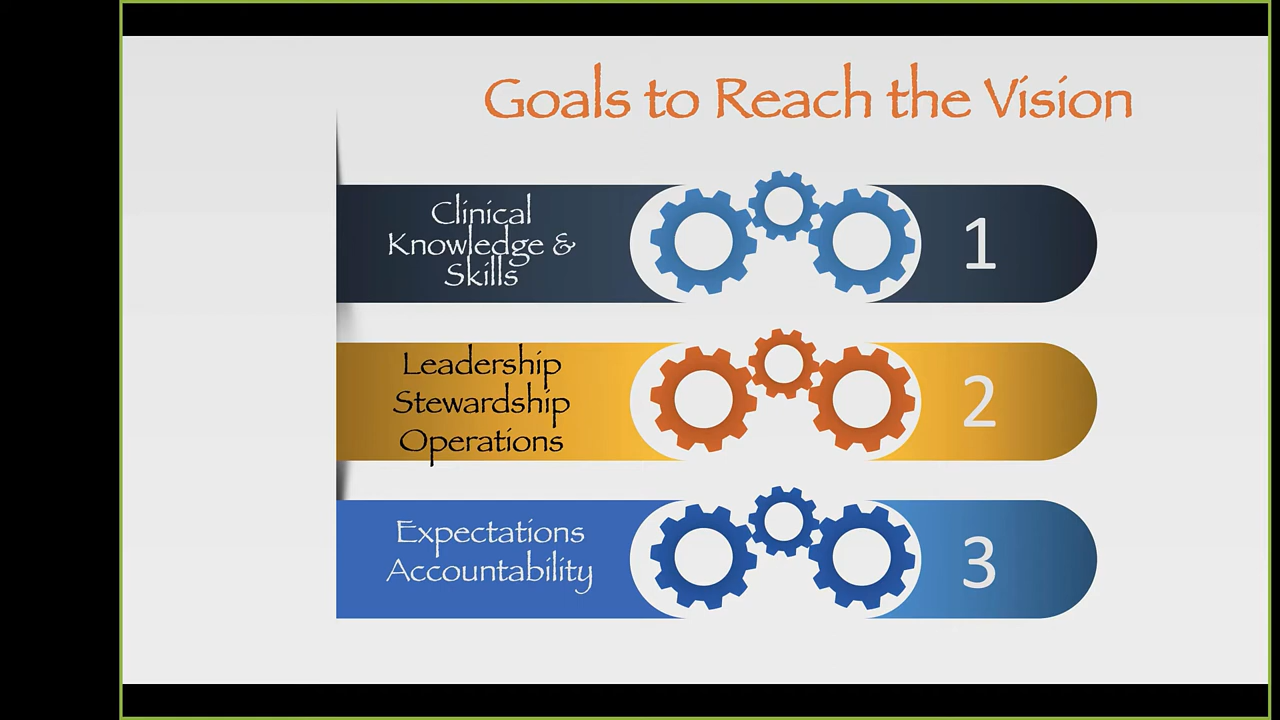 Goals to Reach the Vision
Clinical
Knowledge &
Skills
1
Leadership
Stewardship
Operations
2
Expectations
Accountability
3